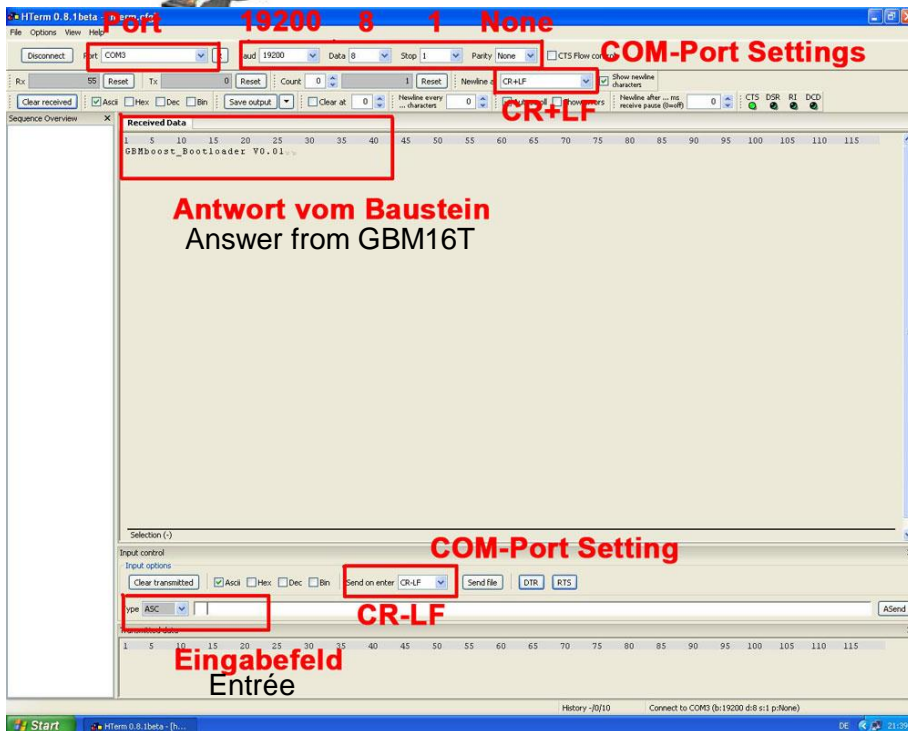 HTerm 0.8.1beta
Port 19200 8 1 None
File Options View Help
Disconnect Port COM3 19200 Data 8 Stop 1 Parity None CTS Flow control
COM-Port Settings
Rx 55 Reset Tx 0 Reset Count 0 1 Reset Newline CR+LF Show newline characters
Clear received Ascii Hex Dec Bin Save output Clear at 0 Newline every ... characters 0 Autoscroll Show errors Newline after ... ms receive pause (0=off) 0 CTS DSR RI DCD
CR+LF
Sequence Overview X Received Data
1 5 10 15 20 25 30 35 40 45 50 55 60 65 70 75 80 85 90 95 100 105 110 115
GBMboost_Bootloader V0.01
Antwort vom Baustein
Answer from GBM16T
Selection (-)
Input control
COM-Port Setting
Input options
Clear transmitted Ascii Hex Dec Bin Send on enter CR-LF Send file DTR RTS
CR-LF
Type ASC ASend
Transmitted data
1 5 10 15 20 25 30 35 40 45 50 55 60 65 70 75 80 85 90 95 100 105 110 115
Eingabefeld
Entrée
History -/0/10 Connect to COM3 (b:19200 d:8 s:1 p:None)
Start HTerm 0.8.1beta - [h... DE 21:39